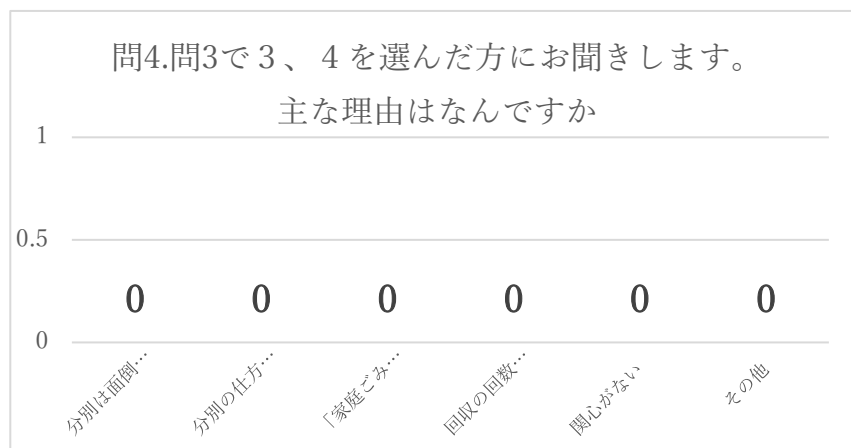 問4.問3で３、４を選んだ方にお聞きします。
主な理由はなんですか
1
0.5
0
0
0
0
0
0
0
分別は面倒…
分別の仕方…
「家庭ごみ…
回収の回数…
関心がない
その他